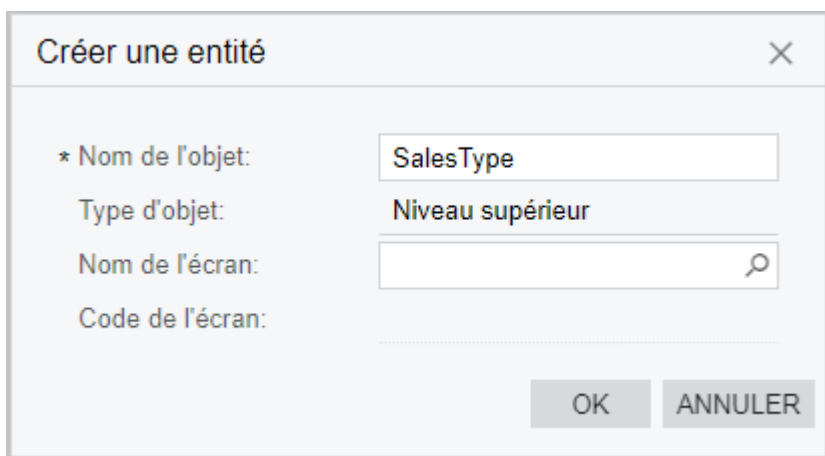 Créer une entité
* Nom de l'objet: SalesType
Type d'objet: Niveau supérieur
Nom de l'écran:
Code de l'écran:
OK ANNULER